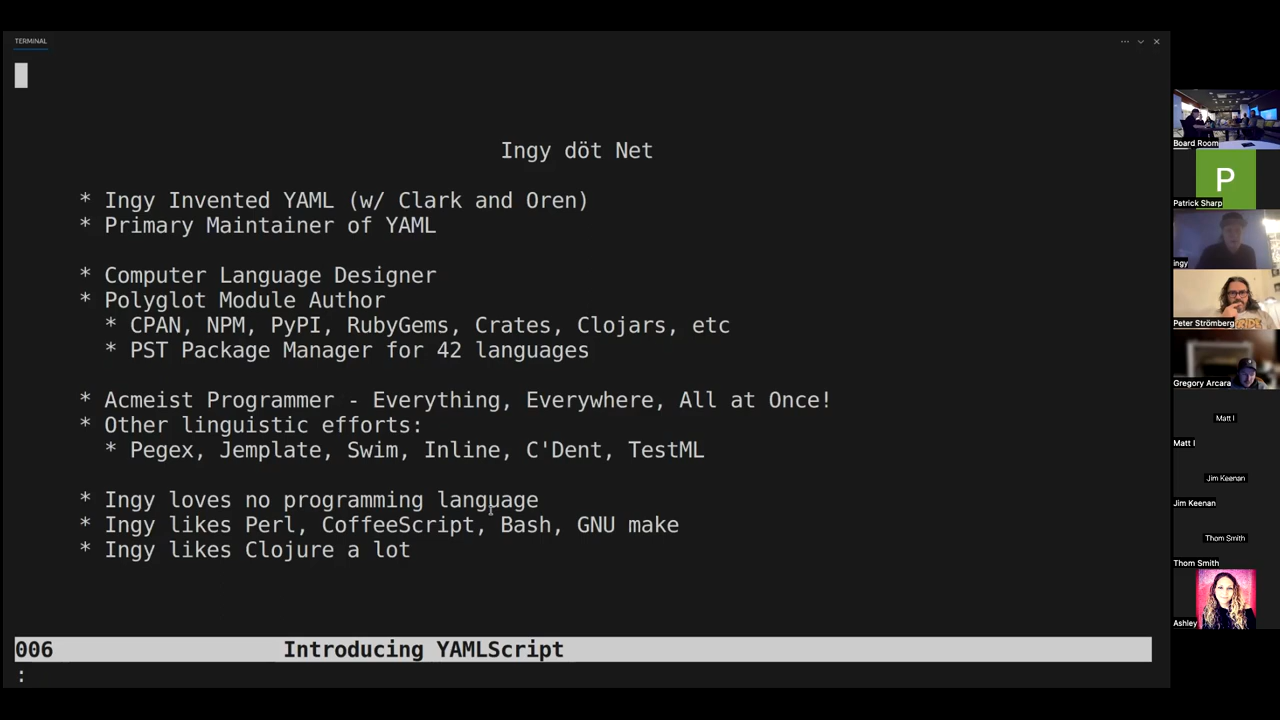 TERMINAL
Ingy döt Net
* Ingy Invented YAML (w/ Clark and Oren)
* Primary Maintainer of YAML
* Computer Language Designer
* Polyglot Module Author
* CPAN, NPM, PyPI, RubyGems, Crates, Clojars, etc
* PST Package Manager for 42 languages
* Acmeist Programmer - Everything, Everywhere, All at Once!
* Other linguistic efforts:
* Pegex, Jemplate, Swim, Inline, C'Dent, TestML
* Ingy loves no programming language
* Ingy likes Perl, CoffeeScript, Bash, GNU make
* Ingy likes Clojure a lot
006 Introducing YAMLScript
:
Board Room
P
Patrick Sharp
ingy
Peter Strömberg
Gregory Arcara
Matt I
Matt I
Jim Keenan
Jim Keenan
Thom Smith
Thom Smith
Ashley